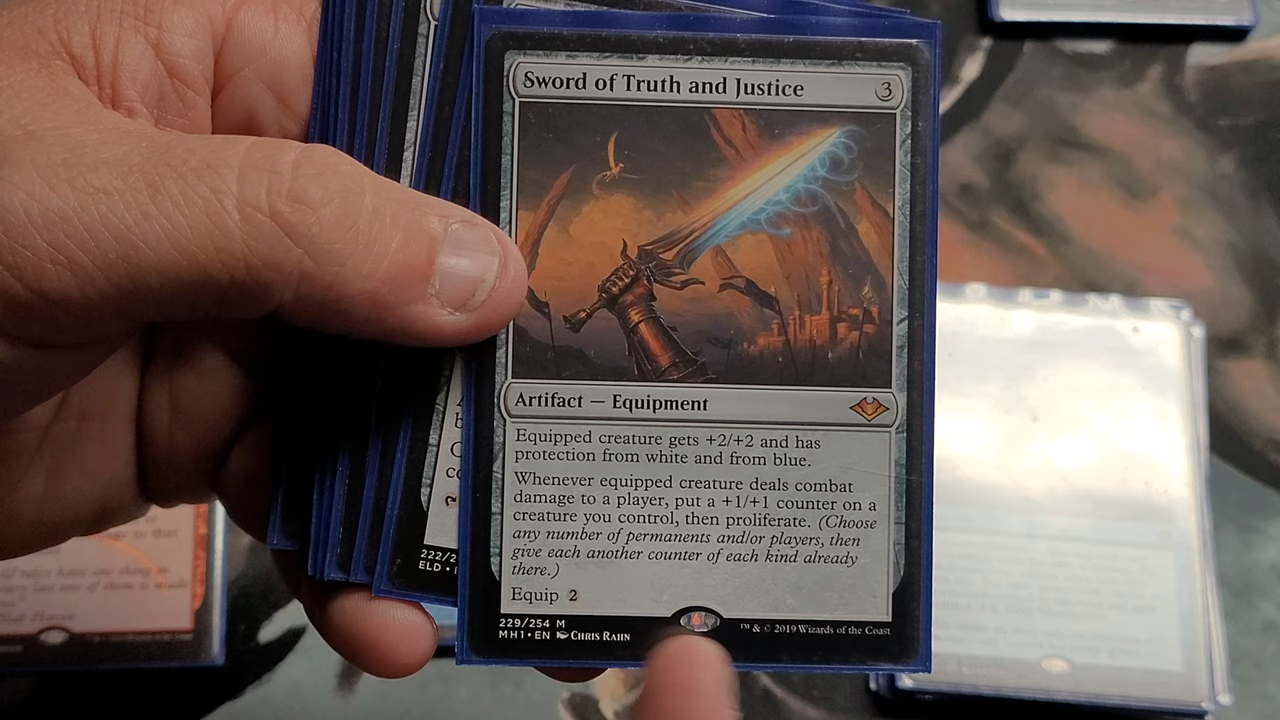 Sword of Truth and Justice 3
Artifact — Equipment
Equipped creature gets +2/+2 and has
protection from white and from blue.
Whenever equipped creature deals combat
damage to a player, put a +1/+1 counter on
a creature you control, then proliferate. (Choose
any number of permanents and/or players, then
give each another counter of each kind already
there.)
Equip 2
229/254 M
MH1 • EN Chris Rahn
™ & © 2019 Wizards of the Coast
222/2
ELD •